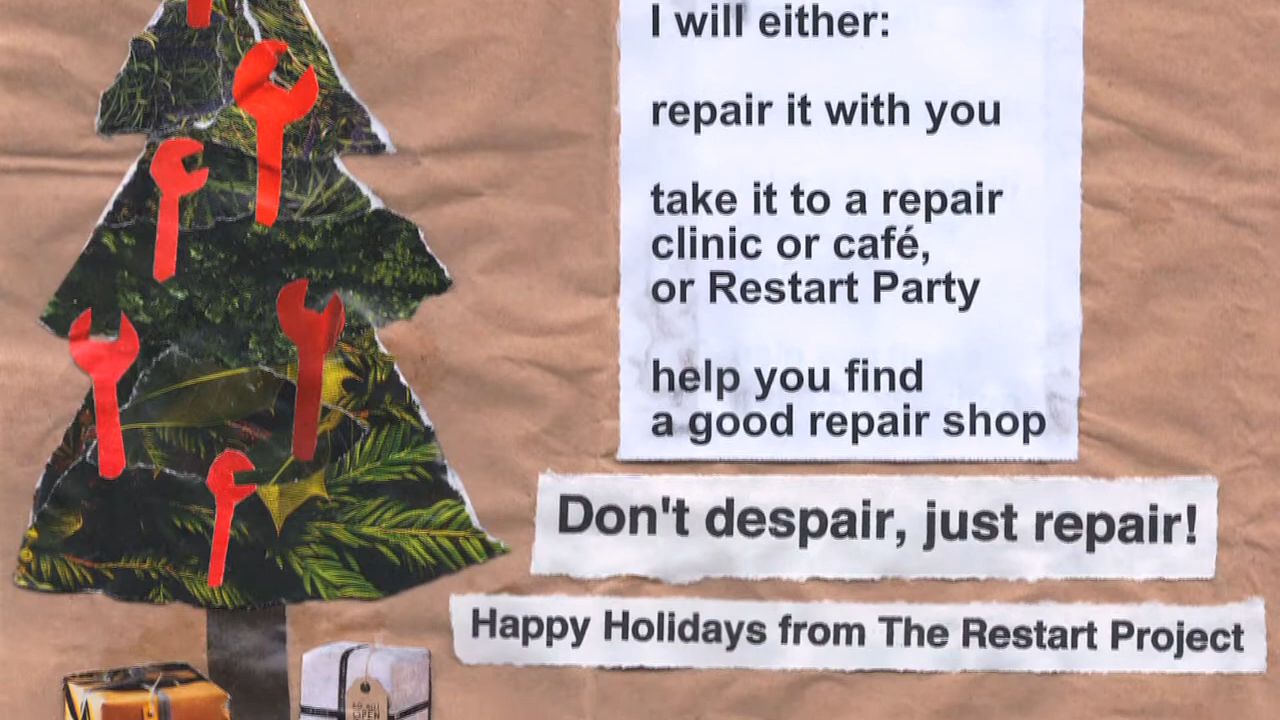 I will either:
repair it with you
take it to a repair
clinic or café,
or Restart Party
help you find
a good repair shop
Don't despair, just repair!
Happy Holidays from The Restart Project
OPEN